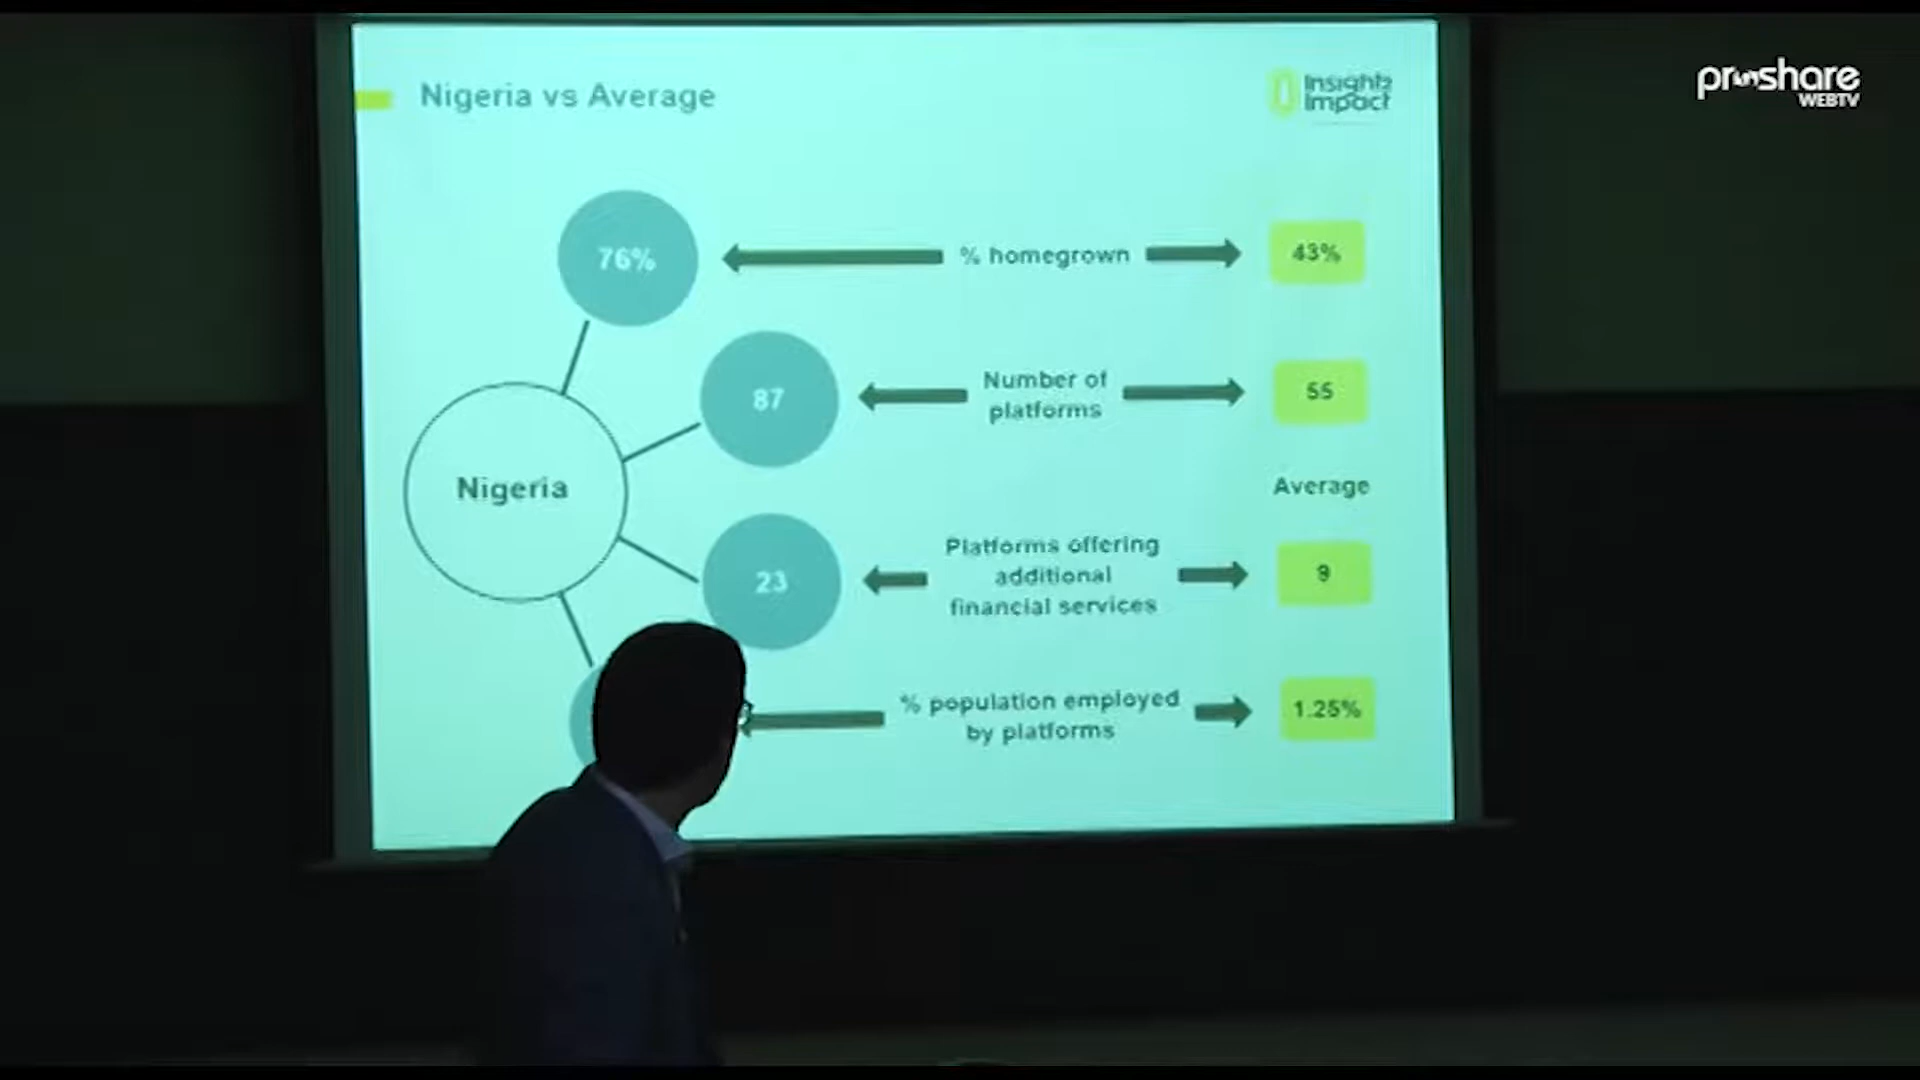 proshare
WEBTV
Nigeria vs Average
Insight2
Impact
76%
% homegrown
43%
87
Number of
platforms
55
Nigeria
Average
23
Platforms offering
additional
financial services
9
% population employed
by platforms
1.25%